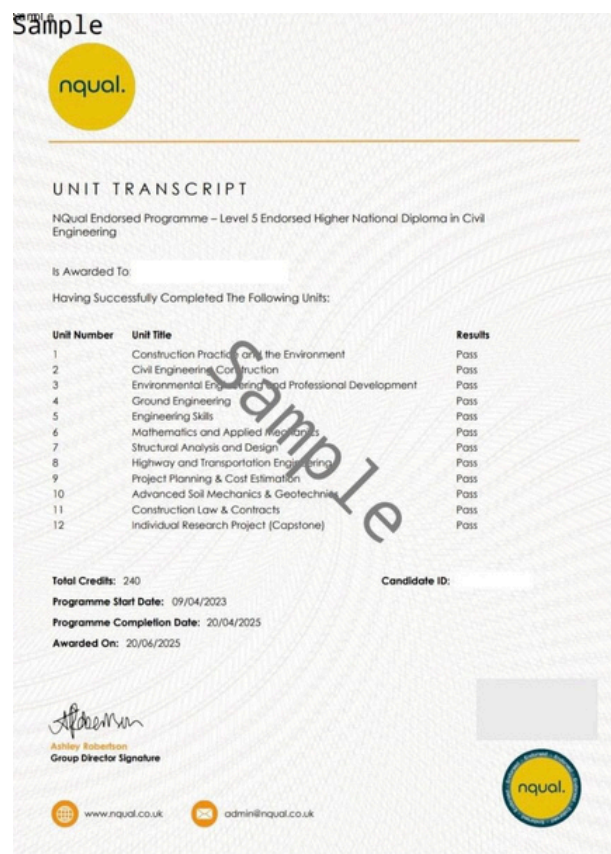 Sample
Sample
nqual.
UNIT TRANSCRIPT
NQual Endorsed Programme – Level 5 Endorsed Higher National Diploma in Civil
Engineering
Is Awarded To:
Having Successfully Completed The Following Units:
Unit Number Unit Title Results
1 Construction Practice and the Environment Pass
2 Civil Engineering Construction Pass
3 Environmental Engineering and Professional Development Pass
4 Ground Engineering Pass
5 Engineering Skills Pass
6 Mathematics and Applied Mechanics Pass
7 Structural Analysis and Design Pass
8 Highway and Transportation Engineering Pass
9 Project Planning & Cost Estimation Pass
10 Advanced Soil Mechanics & Geotechnics Pass
11 Construction Law & Contracts Pass
12 Individual Research Project (Capstone) Pass
Sample
Total Credits: 240 Candidate ID:
Programme Start Date: 09/04/2023
Programme Completion Date: 20/04/2025
Awarded On: 20/06/2025
Ashley Robertson
Group Director Signature
nqual.
www.nqual.co.uk admin@nqual.co.uk